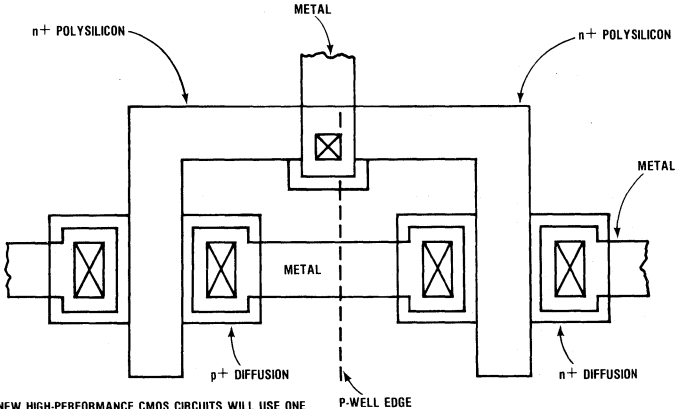 METAL
n+ POLYSILICON
n+ POLYSILICON
METAL
METAL
p+ DIFFUSION
n+ DIFFUSION
P-WELL EDGE
NEW HIGH-PERFORMANCE CMOS CIRCUITS WILL USE ONE